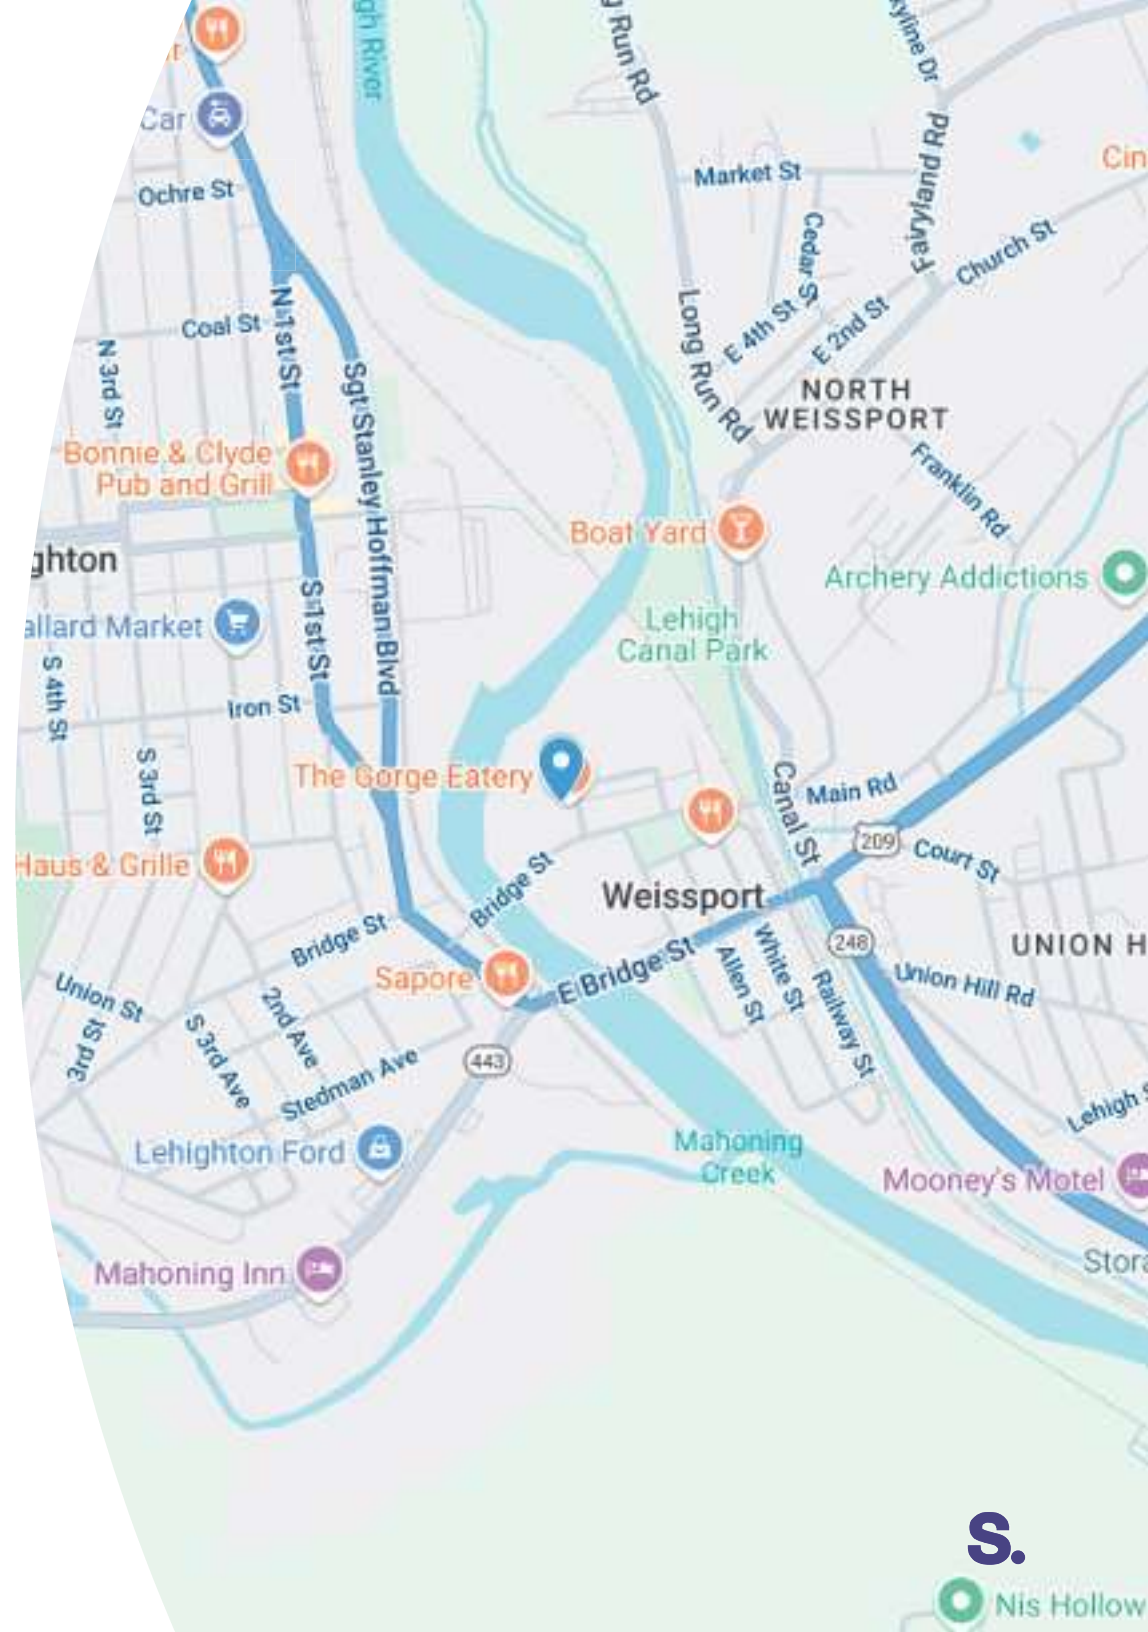 Car
Ochre St
Market St
Skyline Dr
Fairyland Rd
Cedar St
Church St
Long Run Rd
E 4th St
E 2nd St
Coal St
N 1st St
N 3rd St
Sgt Stanley Hoffman Blvd
NORTH
WEISSPORT
Franklin Rd
Bonnie & Clyde
Pub and Grill
Boat Yard
Archery Addictions
Lehigh
Canal Park
S 1st St
S 4th St
Iron St
S 3rd St
The Gorge Eatery
Canal St
Main Rd
209
Court St
Haus & Grille
Bridge St
Bridge St
Weissport
248
UNION H
Sapore
E Bridge St
Allen St
White St
Railway St
Union Hill Rd
Union St
3rd St
S 3rd Ave
2nd Ave
Stedman Ave
443
Lehighton Ford
Mahoning
Creek
Mooney's Motel
Mahoning Inn
S.
Nis Hollow